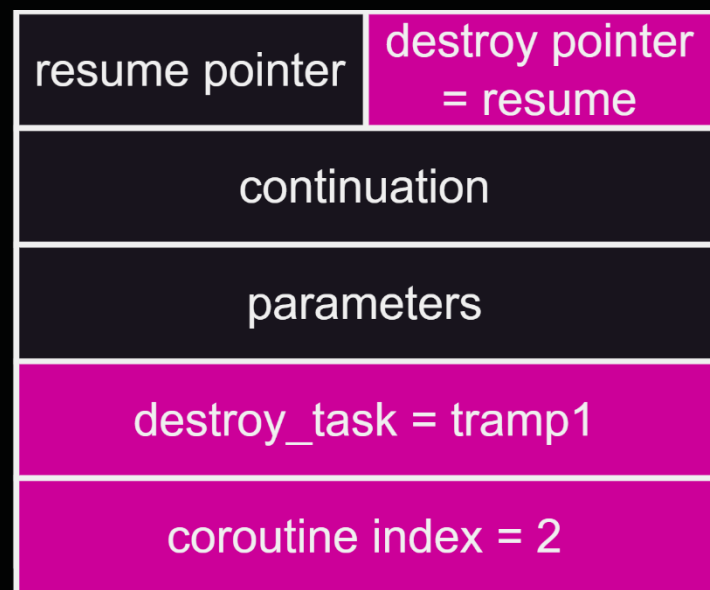 resume pointer
destroy pointer
= resume
continuation
parameters
destroy_task = tramp1
coroutine index = 2